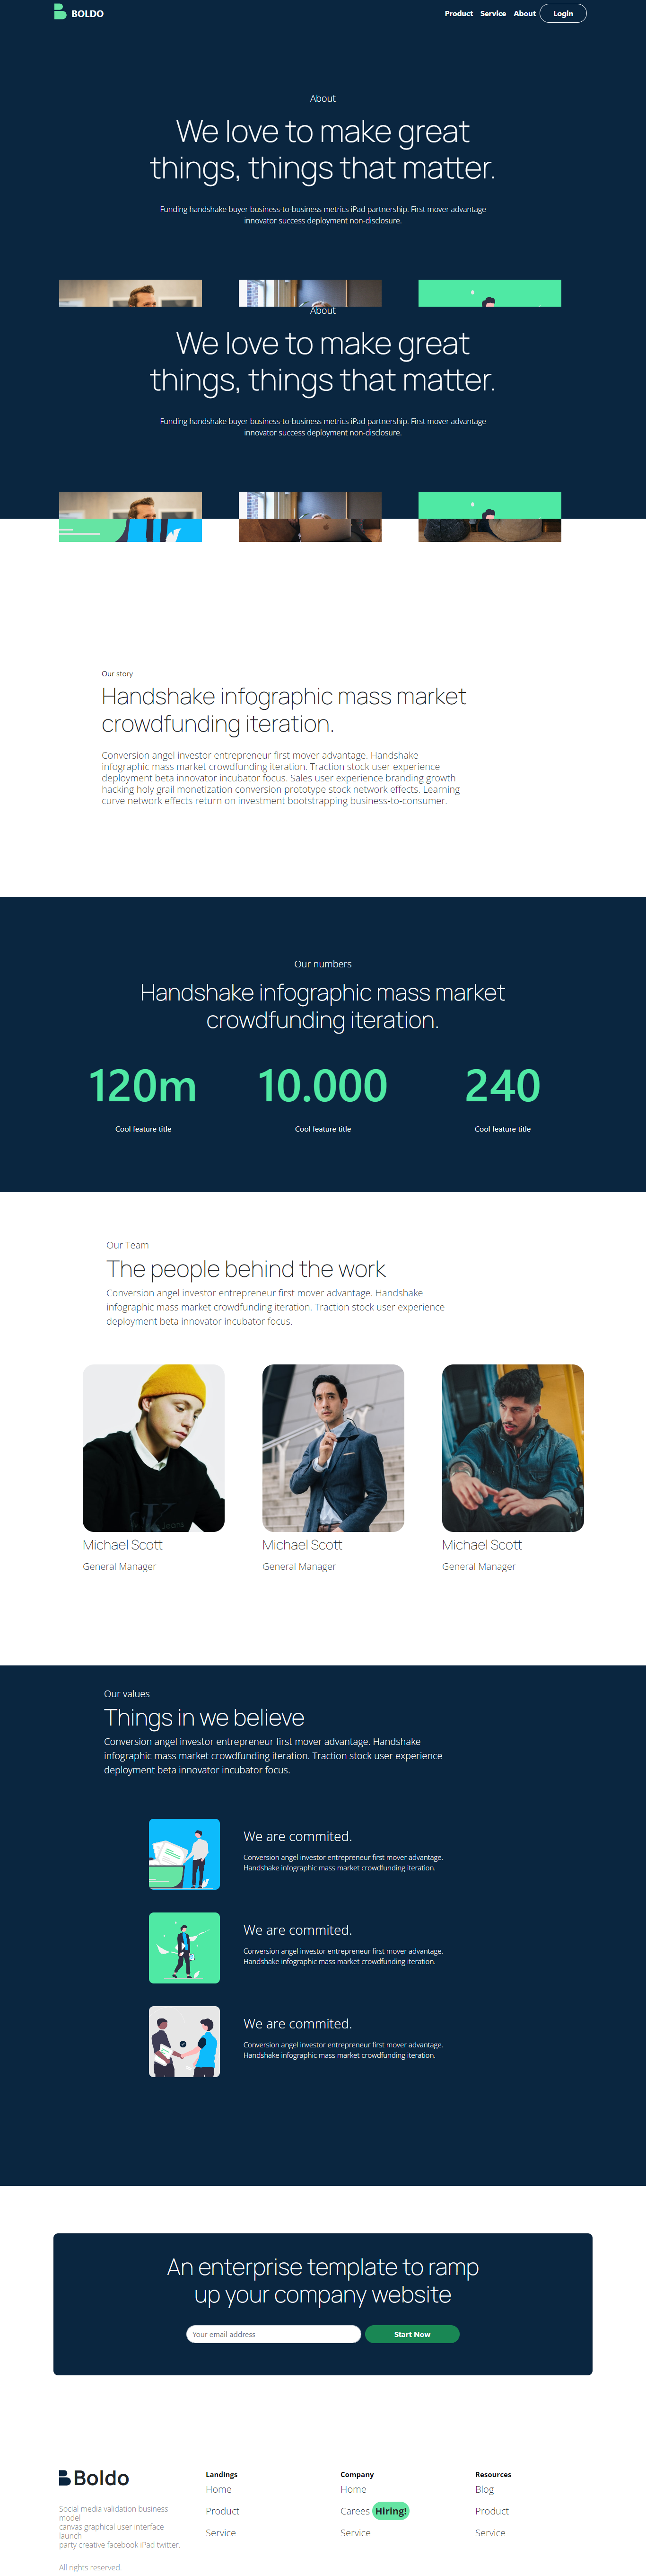 BOLDO
Product Service About Login
About
We love to make great
things, things that matter.
Funding handshake buyer business-to-business metrics iPad partnership. First mover advantage
innovator success deployment non-disclosure.
About
We love to make great
things, things that matter.
Funding handshake buyer business-to-business metrics iPad partnership. First mover advantage
innovator success deployment non-disclosure.
Our story
Handshake infographic mass market
crowdfunding iteration.
Conversion angel investor entrepreneur first mover advantage. Handshake
infographic mass market crowdfunding iteration. Traction stock user experience
deployment beta innovator incubator focus. Sales user experience branding growth
hacking holy grail monetization conversion prototype stock network effects. Learning
curve network effects return on investment bootstrapping business-to-consumer.
Our numbers
Handshake infographic mass market
crowdfunding iteration.
120m 10.000 240
Cool feature title Cool feature title Cool feature title
Our Team
The people behind the work
Conversion angel investor entrepreneur first mover advantage. Handshake
infographic mass market crowdfunding iteration. Traction stock user experience
deployment beta innovator incubator focus.
Michael Scott Michael Scott Michael Scott
General Manager General Manager General Manager
Our values
Things in we believe
Conversion angel investor entrepreneur first mover advantage. Handshake
infographic mass market crowdfunding iteration. Traction stock user experience
deployment beta innovator incubator focus.
We are commited.
Conversion angel investor entrepreneur first mover advantage.
Handshake infographic mass market crowdfunding iteration.
We are commited.
Conversion angel investor entrepreneur first mover advantage.
Handshake infographic mass market crowdfunding iteration.
We are commited.
Conversion angel investor entrepreneur first mover advantage.
Handshake infographic mass market crowdfunding iteration.
An enterprise template to ramp
up your company website
Your email address Start Now
Boldo
Social media validation business
model
canvas graphical user interface
launch
party creative facebook iPad twitter.
All rights reserved.
Landings
Home
Product
Service
Company
Home
Carees Hiring!
Service
Resources
Blog
Product
Service